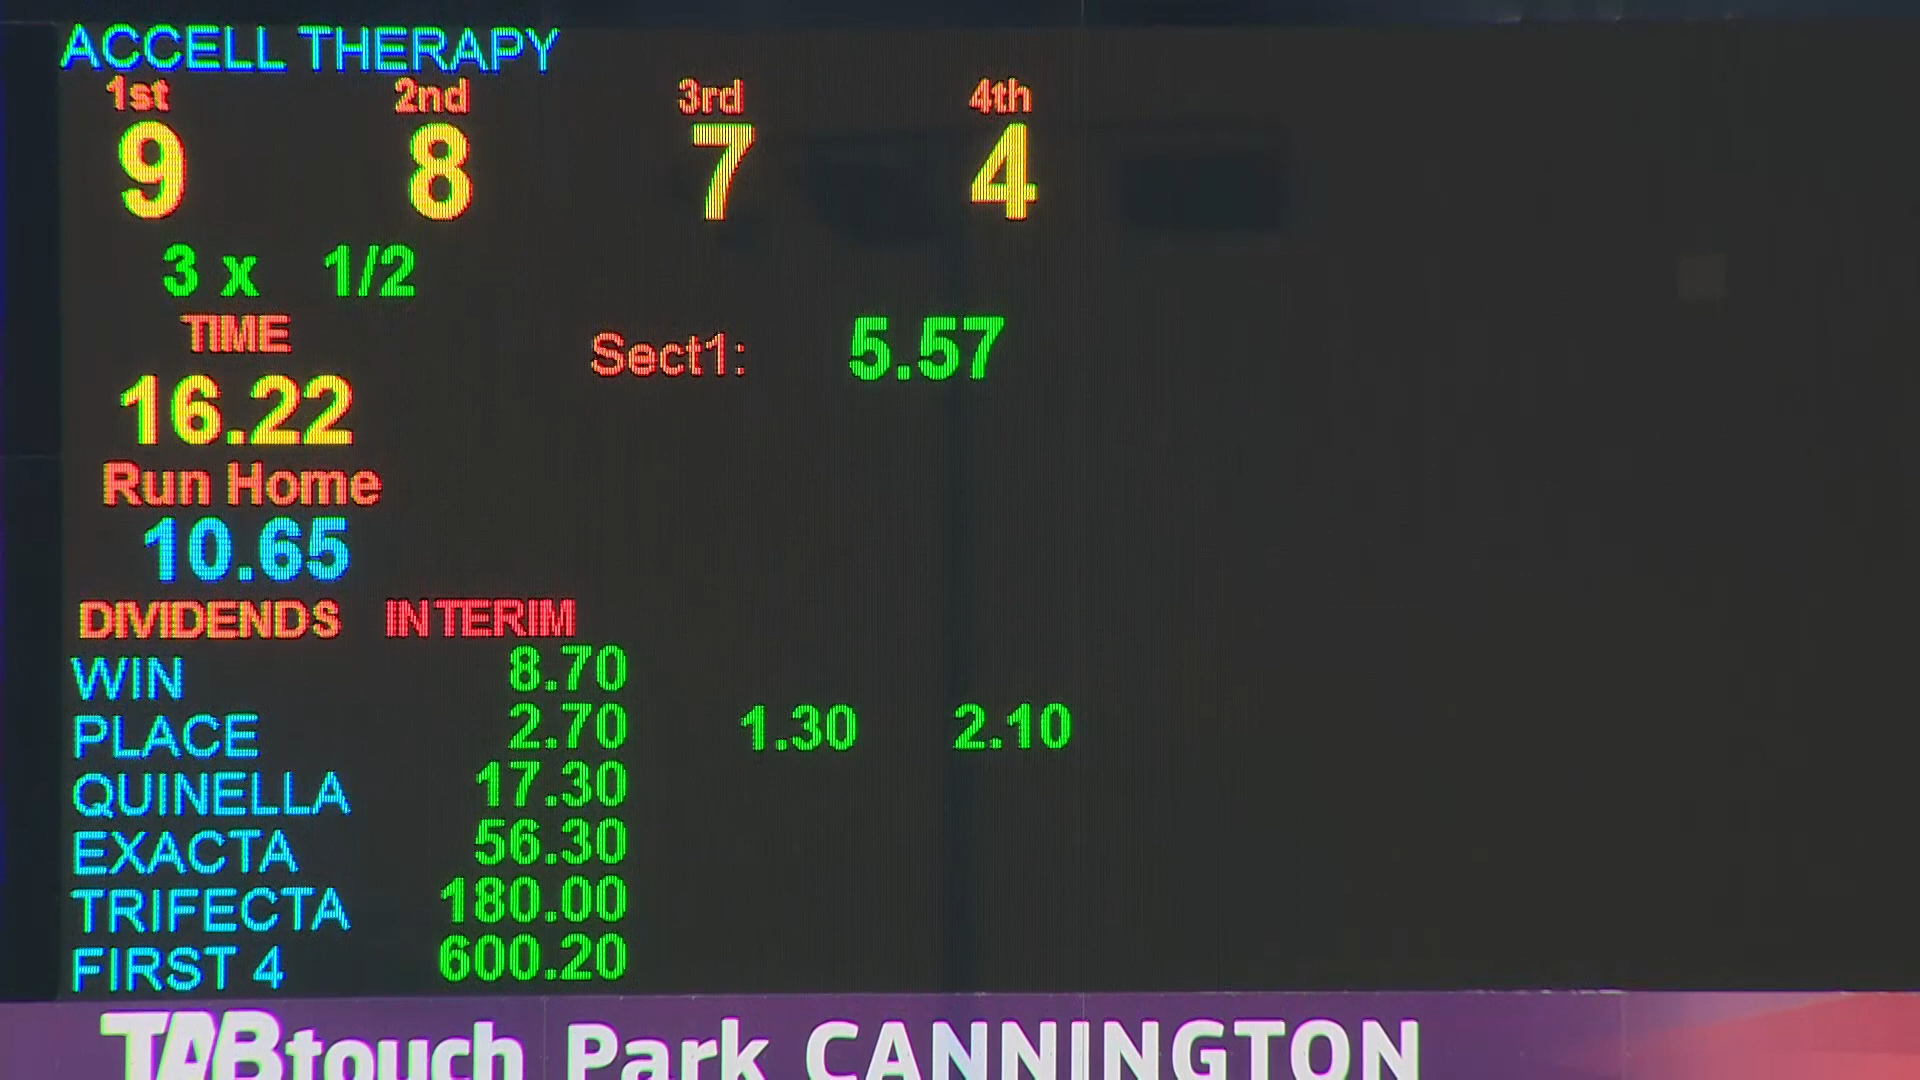 ACCELL THERAPY
1st 2nd 3rd 4th
9 8 7 4
3 x 1/2
TIME
Sect1: 5.57
16.22
Run Home
10.65
DIVIDENDS INTERIM
WIN 8.70
PLACE 2.70 1.30 2.10
QUINELLA 17.30
EXACTA 56.30
TRIFECTA 180.00
FIRST 4 600.20
TABtouch Park CANNINGTON